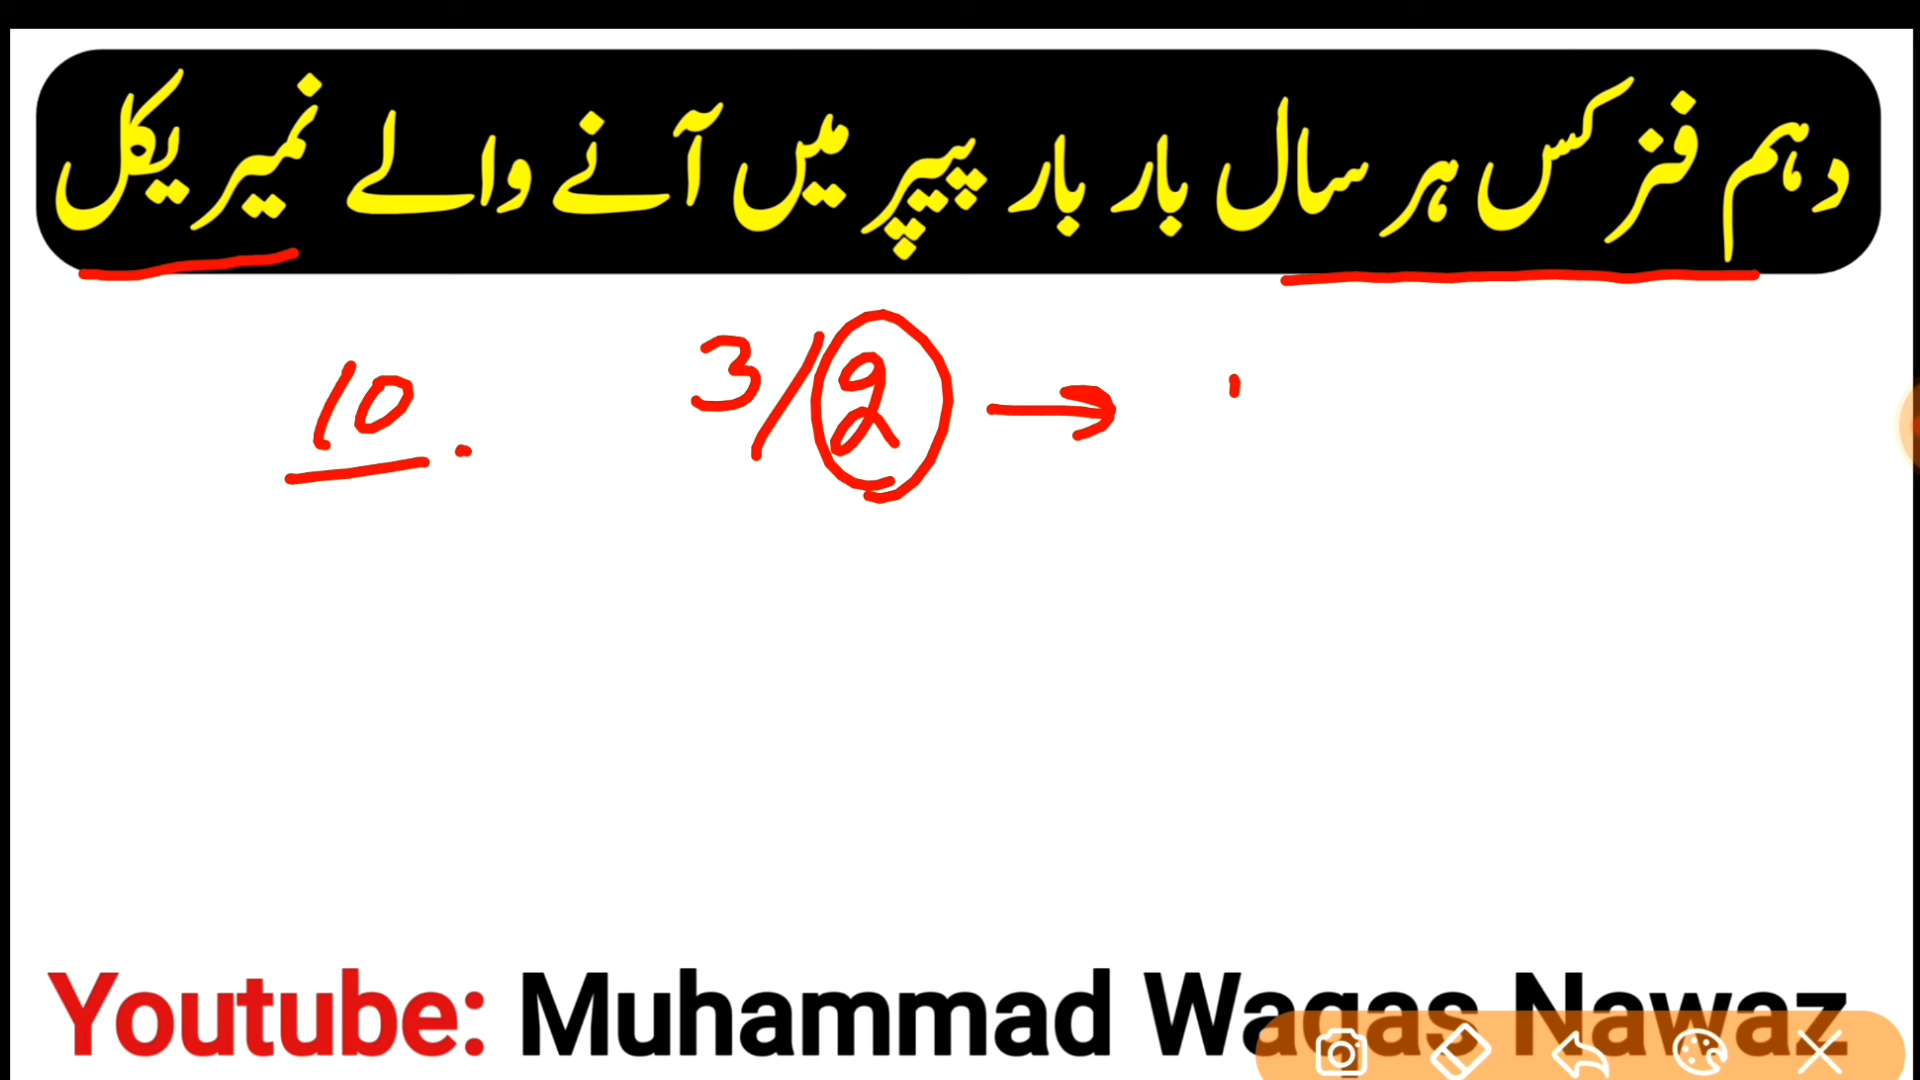 دہم فزکس ہر سال بار بار پیپر میں آنے والے نمیریکل
10. 3/2 →
Youtube: Muhammad Waqas Nawaz